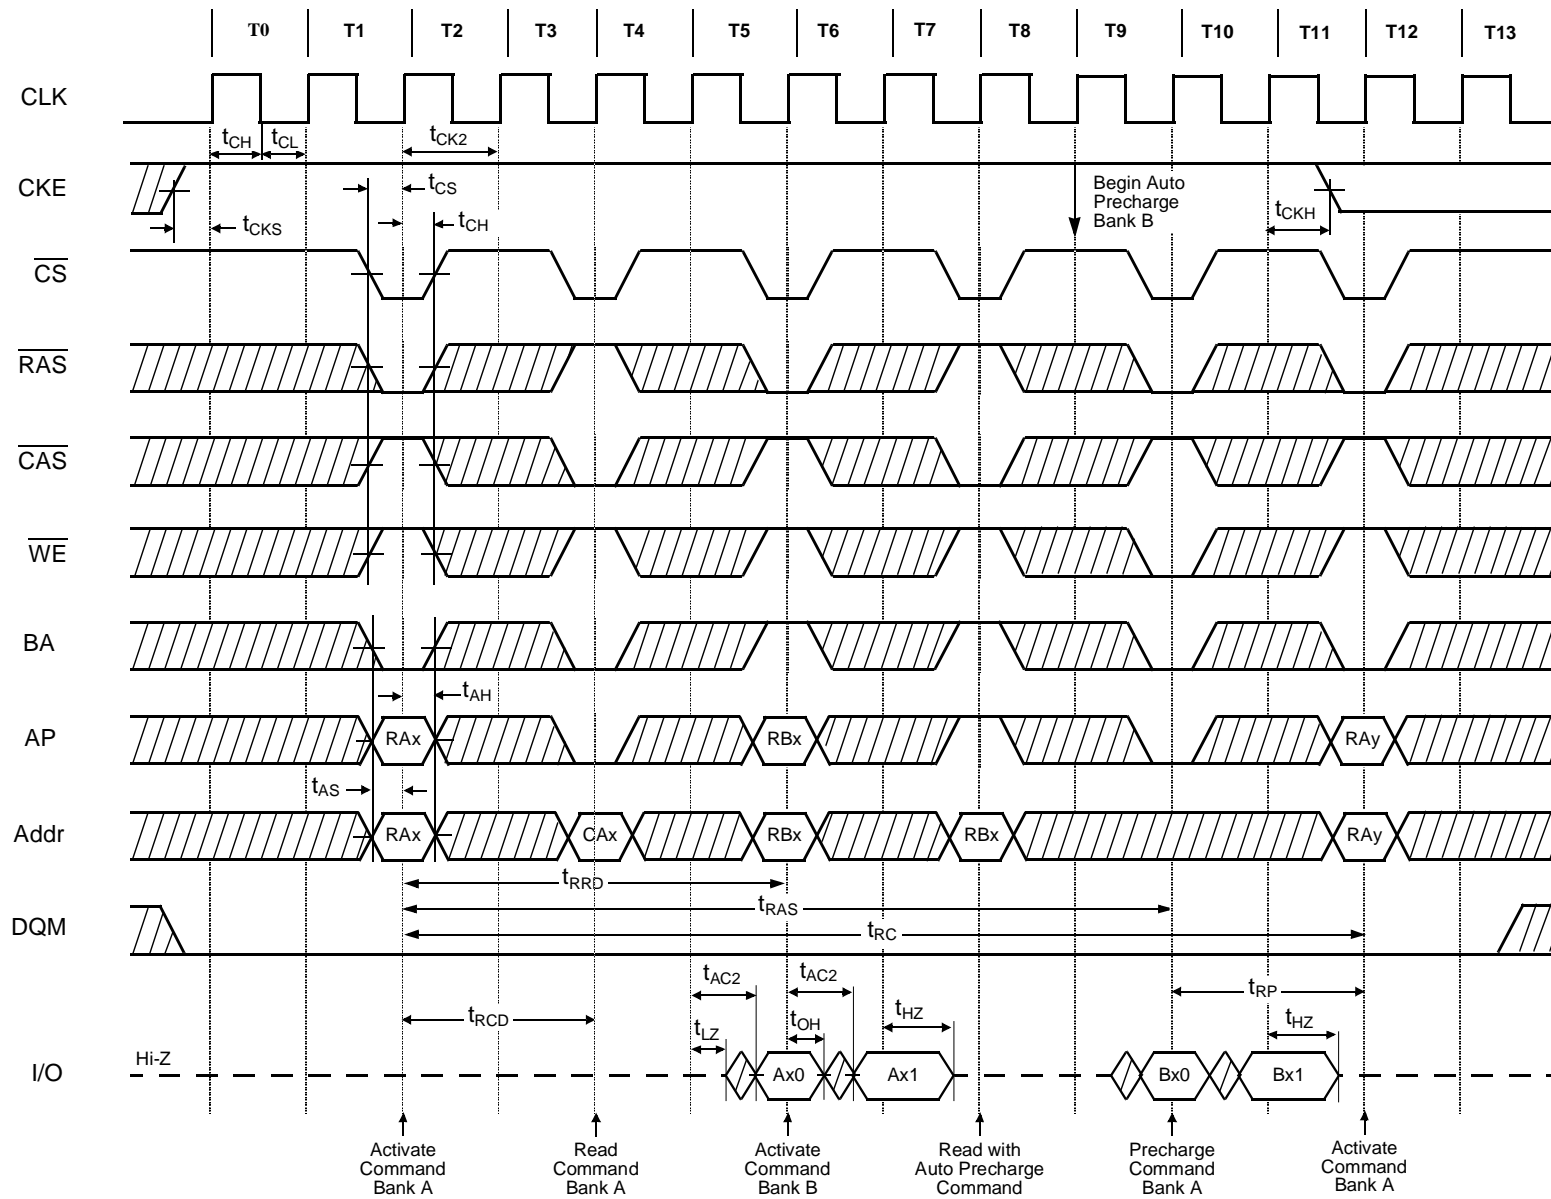 T0 T1 T2 T3 T4 T5 T6 T7 T8 T9 T10 T11 T12 T13
CLK
tCH tCL tCK2
CKE
tCS
Begin Auto
Precharge
Bank B
tCKS tCH tCKH
CS
RAS
CAS
WE
BA
tAH
AP RAx RBx RAy
tAS
Addr RAx CAx RBx RBx RAy
tRRD
tRAS
DQM
tRC
tAC2 tAC2
tRP
tRCD tLZ tOH tHZ tHZ
Hi-Z
I/O Ax0 Ax1 Bx0 Bx1
Activate
Command
Bank A
Read
Command
Bank A
Activate
Command
Bank B
Read with
Auto Precharge
Command
Precharge
Command
Bank A
Activate
Command
Bank A